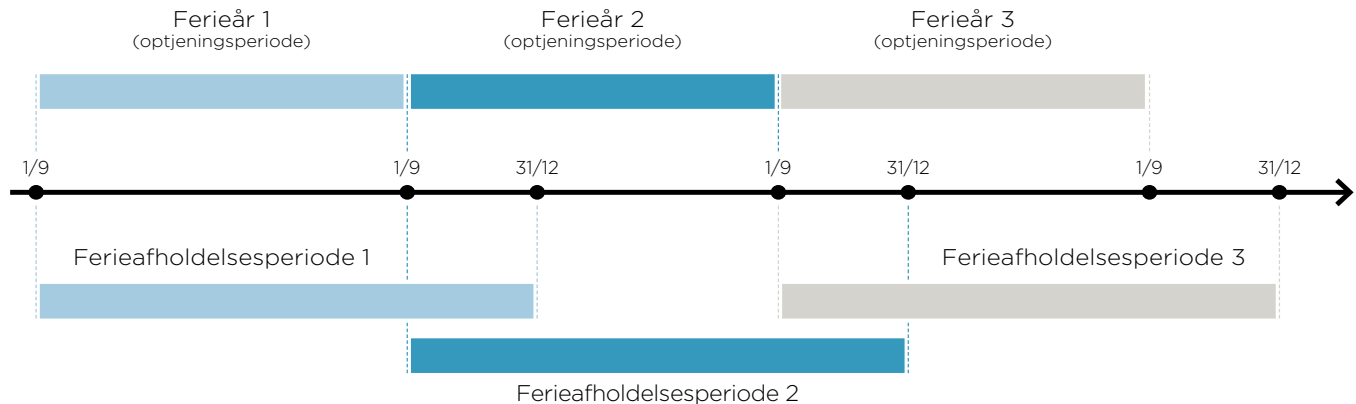 Ferieår 1
(optjeningsperiode)
Ferieår 2
(optjeningsperiode)
Ferieår 3
(optjeningsperiode)
1/9
1/9
31/12
1/9
31/12
1/9
31/12
Ferieafholdelsesperiode 1
Ferieafholdelsesperiode 3
Ferieafholdelsesperiode 2